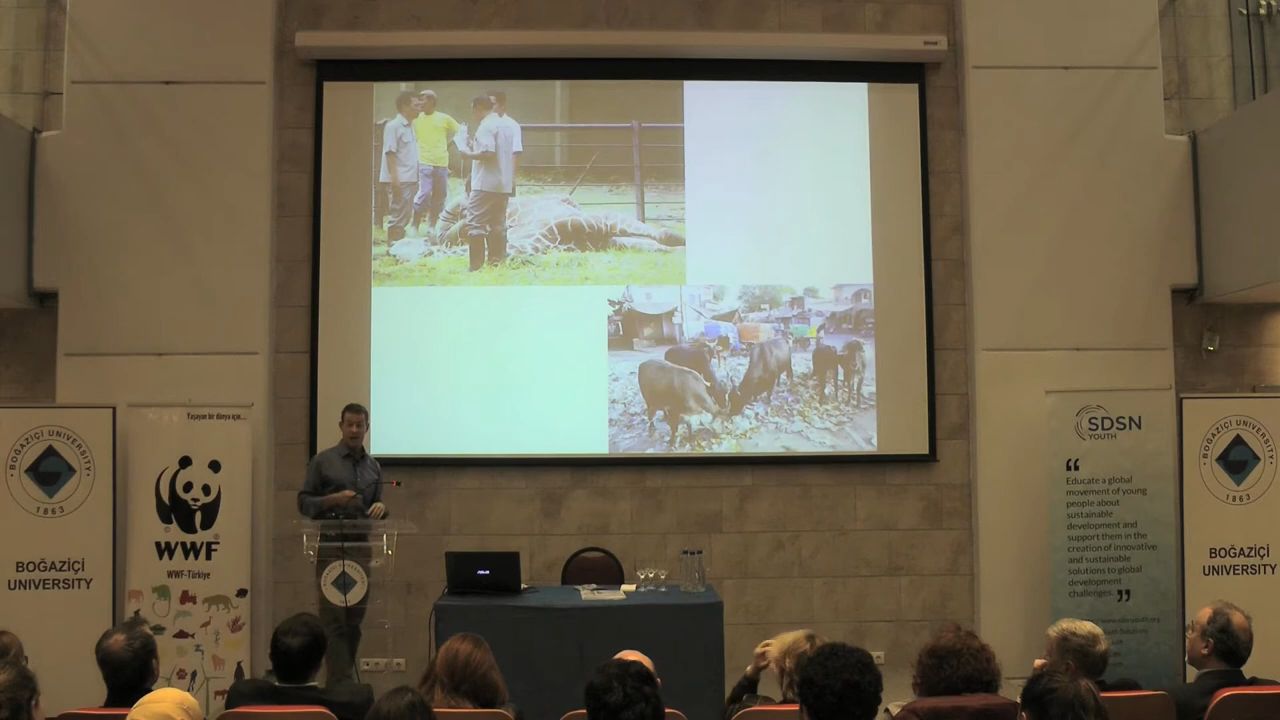 BOĞAZİÇİ UNIVERSITY
1863
BOĞAZİÇİ
UNIVERSITY
Yaşayan bir dünya için...
WWF
WWF-Türkiye
ASUS
SDSN
YOUTH
“
Educate a global
movement of young
people about
sustainable
development and
support them in the
creation of innovative
and sustainable
solutions to global
development
challenges. ”
BOĞAZİÇİ UNIVERSITY
1863
BOĞAZİÇİ
UNIVERSITY